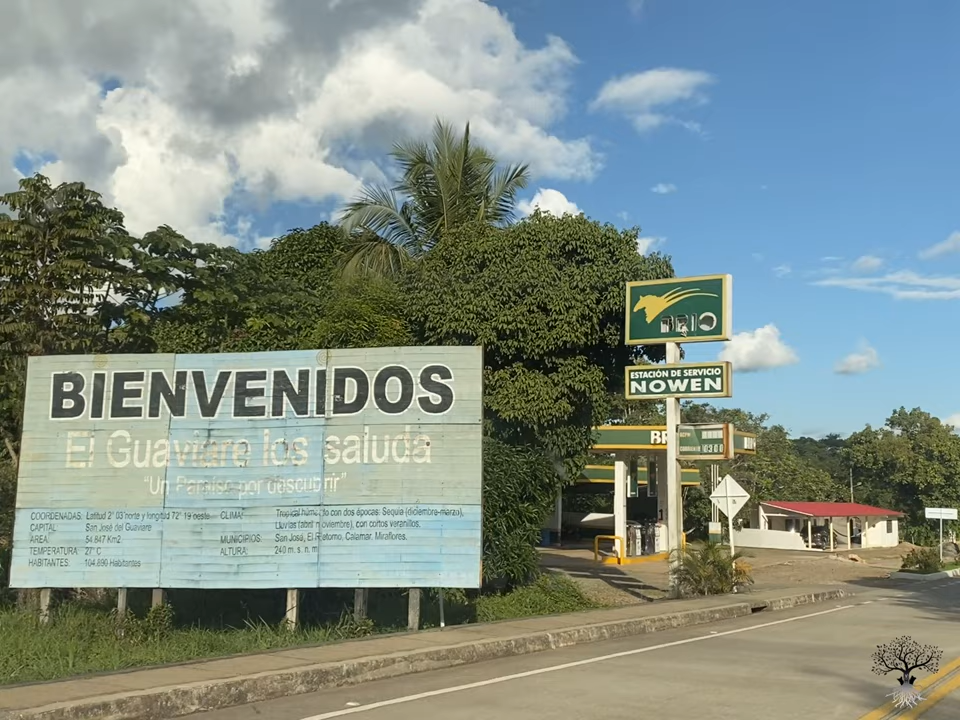 BIENVENIDOS
El Guaviare los saluda
"Un Paraiso por descubrir"
COORDENADAS: Latitud 2° 03 norte y longitud 72° 19 oeste
CAPITAL: San José del Guaviare
AREA: 54.847 Km2
TEMPERATURA: 27° C
HABITANTES: 104.890 Habitantes
CLIMA: Tropical húmedo con dos épocas: Sequía (diciembre-marzo),
Lluvias (abril noviembre), con cortos veranillos.
MUNICIPIOS: San José, El Retorno, Calamar, Miraflores.
ALTURA: 240 m. s. n. m
BRIO
ESTACIÓN DE SERVICIO
NOWEN
BR